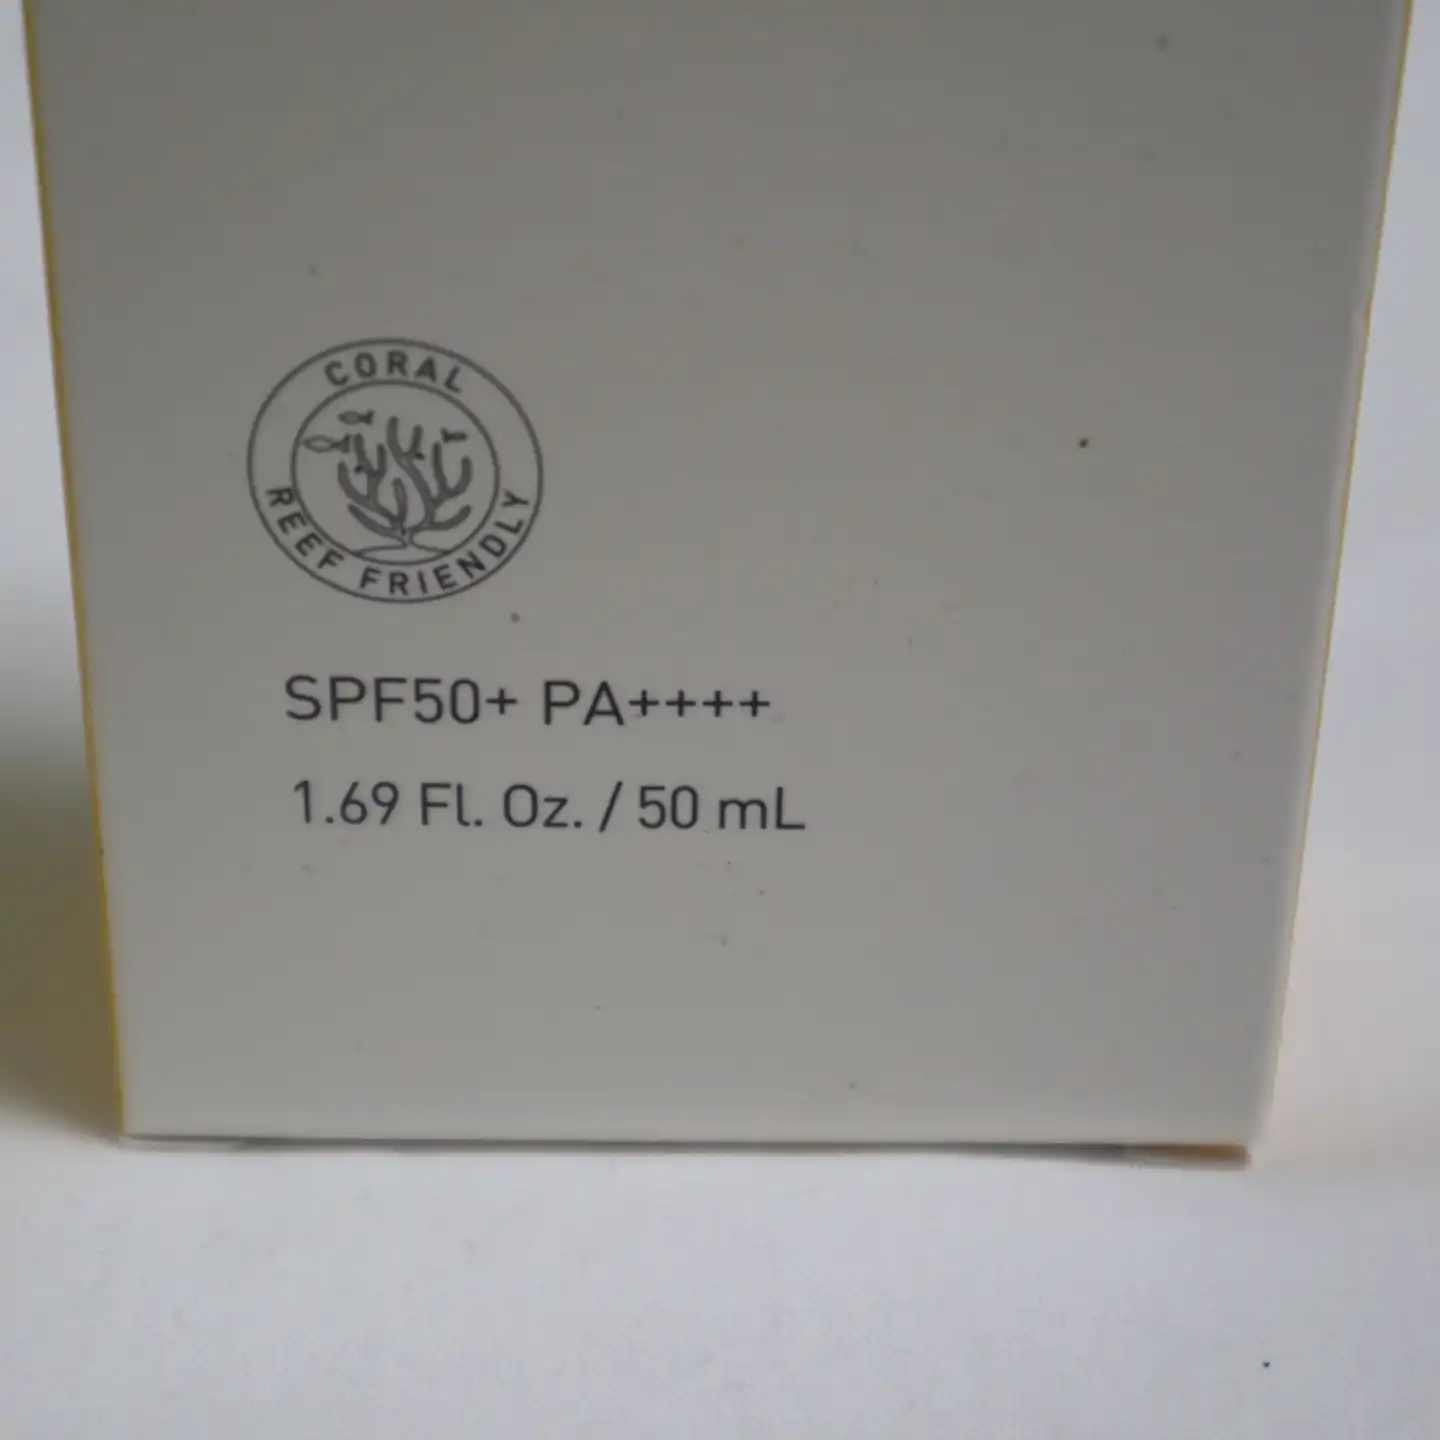 CORAL
REEF FRIENDLY
SPF50+ PA++++
1.69 Fl. Oz. / 50 mL